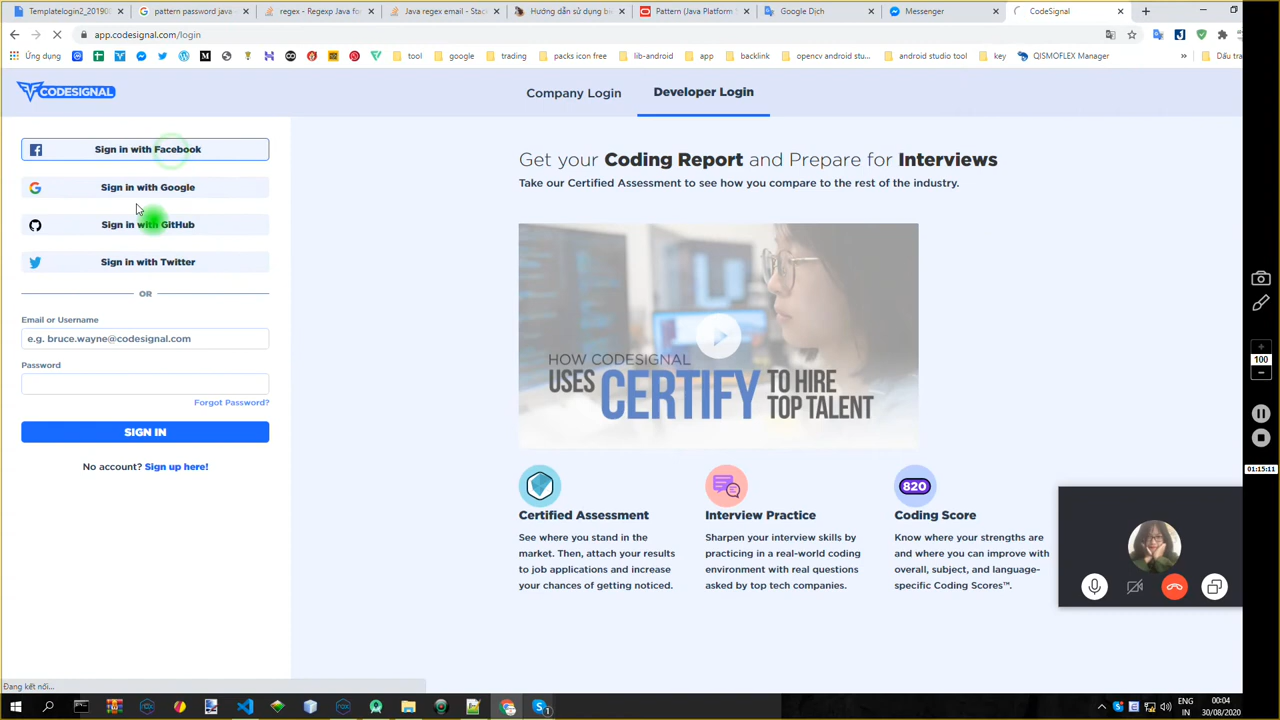 Templatelogin2_201900
pattern password java -
regex - Regexp Java for
Java regex email - Stack
Hướng dẫn sử dụng bi
Pattern (Java Platform S
Google Dịch
Messenger
CodeSignal
app.codesignal.com/login
Ứng dụng
tool
google
trading
packs icon free
lib-android
app
backlink
opencv android stu...
android studio tool
key
QISMOFLEX Manager
»
Dấu tra
CODESIGNAL
Company Login
Developer Login
Sign in with Facebook
Sign in with Google
Sign in with GitHub
Sign in with Twitter
OR
Email or Username
e.g. bruce.wayne@codesignal.com
Password
Forgot Password?
SIGN IN
No account? Sign up here!
Get your Coding Report and Prepare for Interviews
Take our Certified Assessment to see how you compare to the rest of the industry.
HOW CODESIGNAL
USES CERTIFY TO HIRE
TOP TALENT
820
Certified Assessment
See where you stand in the
market. Then, attach your results
to job applications and increase
your chances of getting noticed.
Interview Practice
Sharpen your interview skills by
practicing in a real-world coding
environment with real questions
asked by top tech companies.
Coding Score
Know where your strengths are
and where you can improve with
overall, subject, and language-
specific Coding Scores™.
100
01:15:11
Đang kết nối...
ENG
IN
00:04
30/08/2020